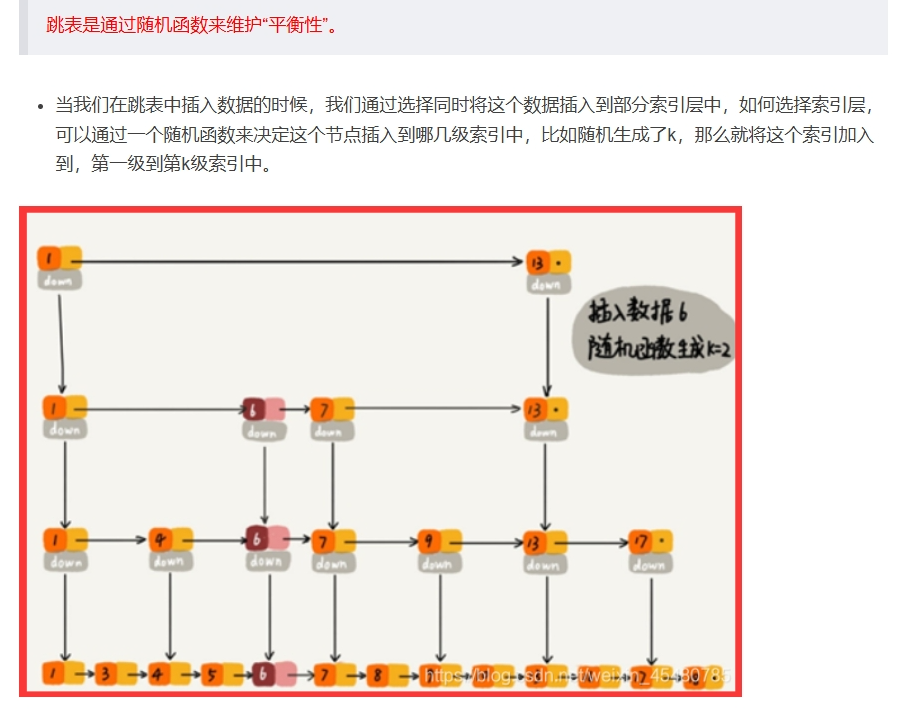 跳表是通过随机函数来维护“平衡性”。
当我们在跳表中插入数据的时候，我们通过选择同时将这个数据插入到部分索引层中，如何选择索引层，
可以通过一个随机函数来决定这个节点插入到哪几级索引中，比如随机生成了k，那么就将这个索引加入
到，第一级到第k级索引中。
1 13
down down
插入数据6
随机函数生成K=2
1 6 7 13
down down down down
1 4 6 7 9 13 17
down down down down down down down
1 3 4 5 6 7 8
https://blog.csdn.net/weixin_45480785